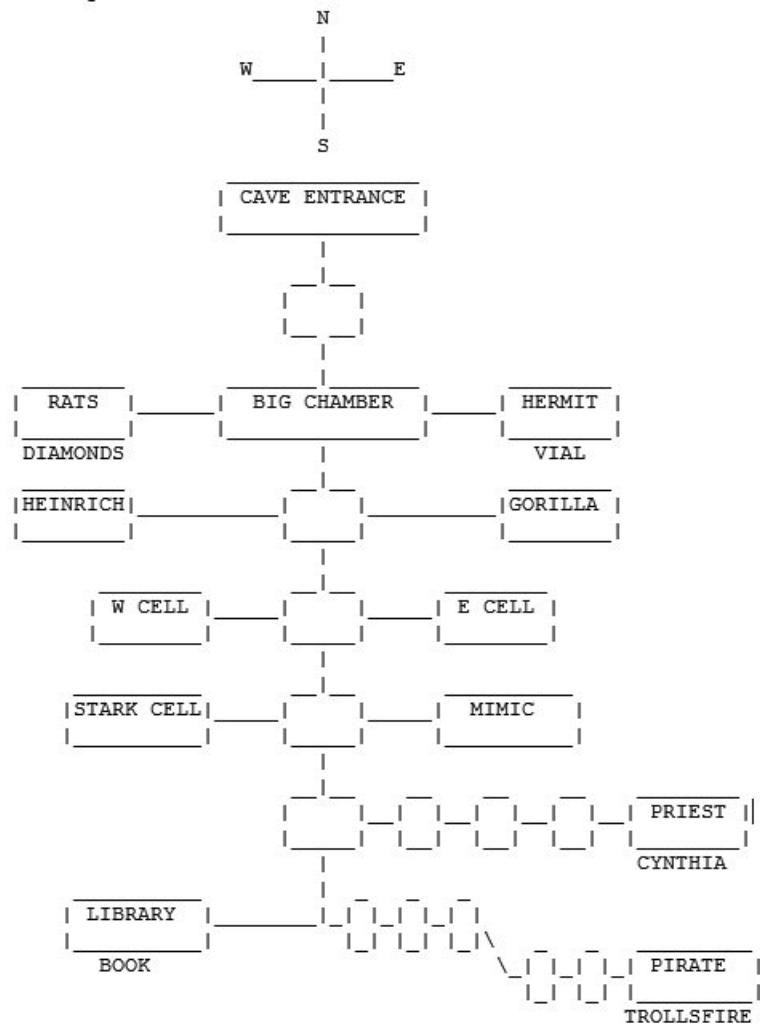 N
W E
S
CAVE ENTRANCE
RATS BIG CHAMBER HERMIT
DIAMONDS VIAL
HEINRICH GORILLA
W CELL E CELL
STARK CELL MIMIC
PRIEST
CYNTHIA
LIBRARY
BOOK PIRATE
TROLLSFIRE